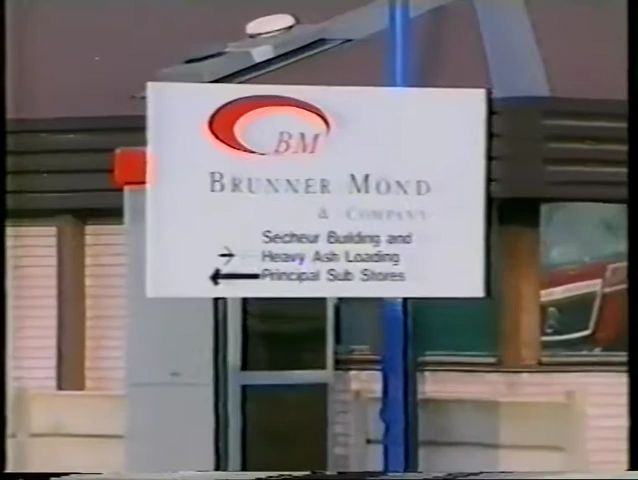 BM
BRUNNER MOND
& COMPANY
Secheur Building and
Heavy Ash Loading
Principal Sub Stores